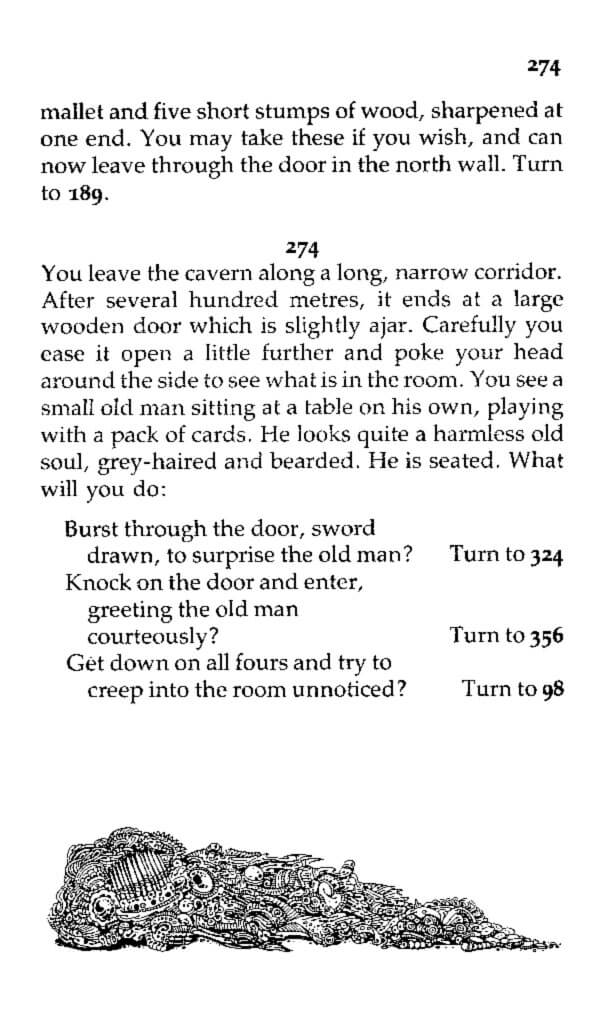 274
mallet and five short stumps of wood, sharpened at
one end. You may take these if you wish, and can
now leave through the door in the north wall. Turn
to 189.
274
You leave the cavern along a long, narrow corridor.
After several hundred metres, it ends at a large
wooden door which is slightly ajar. Carefully you
ease it open a little further and poke your head
around the side to see what is in the room. You see a
small old man sitting at a table on his own, playing
with a pack of cards. He looks quite a harmless old
soul, grey-haired and bearded. He is seated. What
will you do:
Burst through the door, sword
drawn, to surprise the old man? Turn to 324
Knock on the door and enter,
greeting the old man
courteously? Turn to 356
Get down on all fours and try to
creep into the room unnoticed? Turn to 98